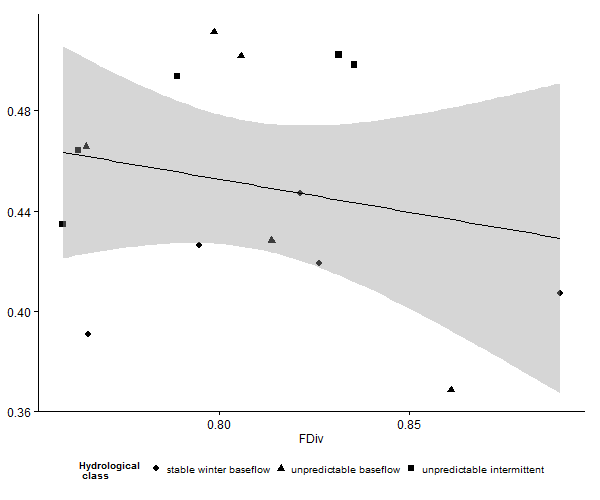 0.48
0.44
0.40
0.36
0.80 0.85
FDiv
Hydrological
class
stable winter baseflow unpredictable baseflow unpredictable intermittent